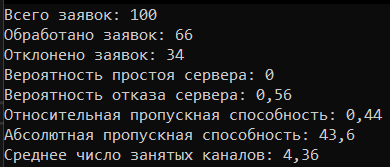 Всего заявок: 100
Обработано заявок: 66
Отклонено заявок: 34
Вероятность простоя сервера: 0
Вероятность отказа сервера: 0,56
Относительная пропускная способность: 0,44
Абсолютная пропускная способность: 43,6
Среднее число занятых каналов: 4,36